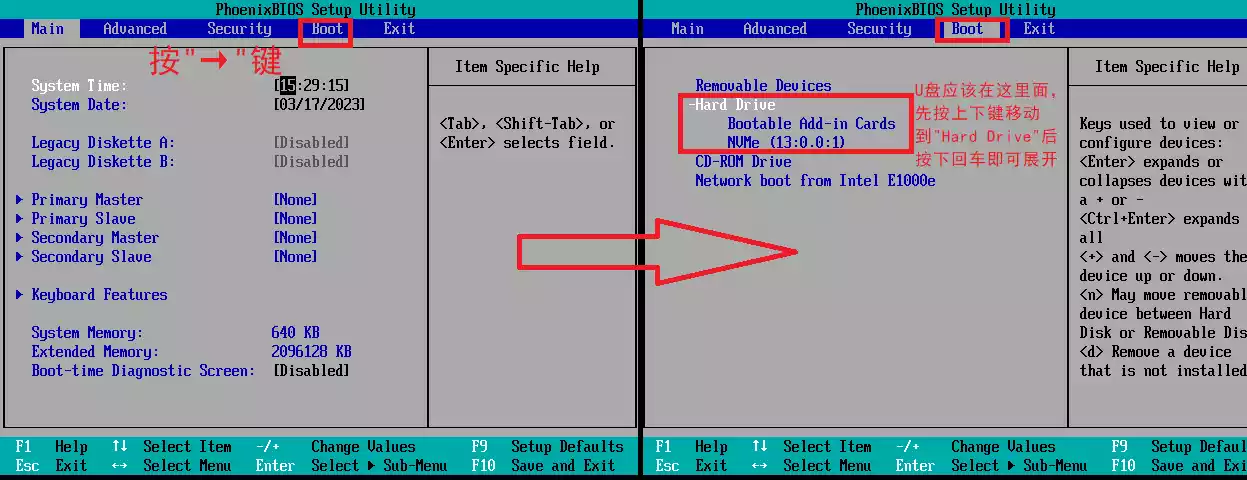 PhoenixBIOS Setup Utility
Main Advanced Security Boot Exit
按"→"键
System Time: [15:29:15]
System Date: [03/17/2023]
Legacy Diskette A: [Disabled]
Legacy Diskette B: [Disabled]
Primary Master [None]
Primary Slave [None]
Secondary Master [None]
Secondary Slave [None]
Keyboard Features
System Memory: 640 KB
Extended Memory: 2096128 KB
Boot-time Diagnostic Screen: [Disabled]
Item Specific Help
<Tab>, <Shift-Tab>, or
<Enter> selects field.
F1 Help ↑↓ Select Item -/+ Change Values F9 Setup Defaults
Esc Exit ↔ Select Menu Enter Select ▶ Sub-Menu F10 Save and Exit
PhoenixBIOS Setup Utility
Main Advanced Security Boot Exit
Removable Devices
-Hard Drive
Bootable Add-in Cards
NVMe (13:0.0:1)
CD-ROM Drive
Network boot from Intel E1000e
U盘应该在这里面,
先按上下键移动
到"Hard Drive"后
按下回车即可展开
Item Specific Help
Keys used to view or
configure devices:
<Enter> expands or
collapses devices wit
a + or -
<Ctrl+Enter> expands
all
<+> and <-> moves the
device up or down.
<n> May move removabl
device between Hard
Disk or Removable Dis
<d> Remove a device
that is not installed
F1 Help ↑↓ Select Item -/+ Change Values F9 Setup Defaul
Esc Exit ↔ Select Menu Enter Select ▶ Sub-Menu F10 Save and Exi